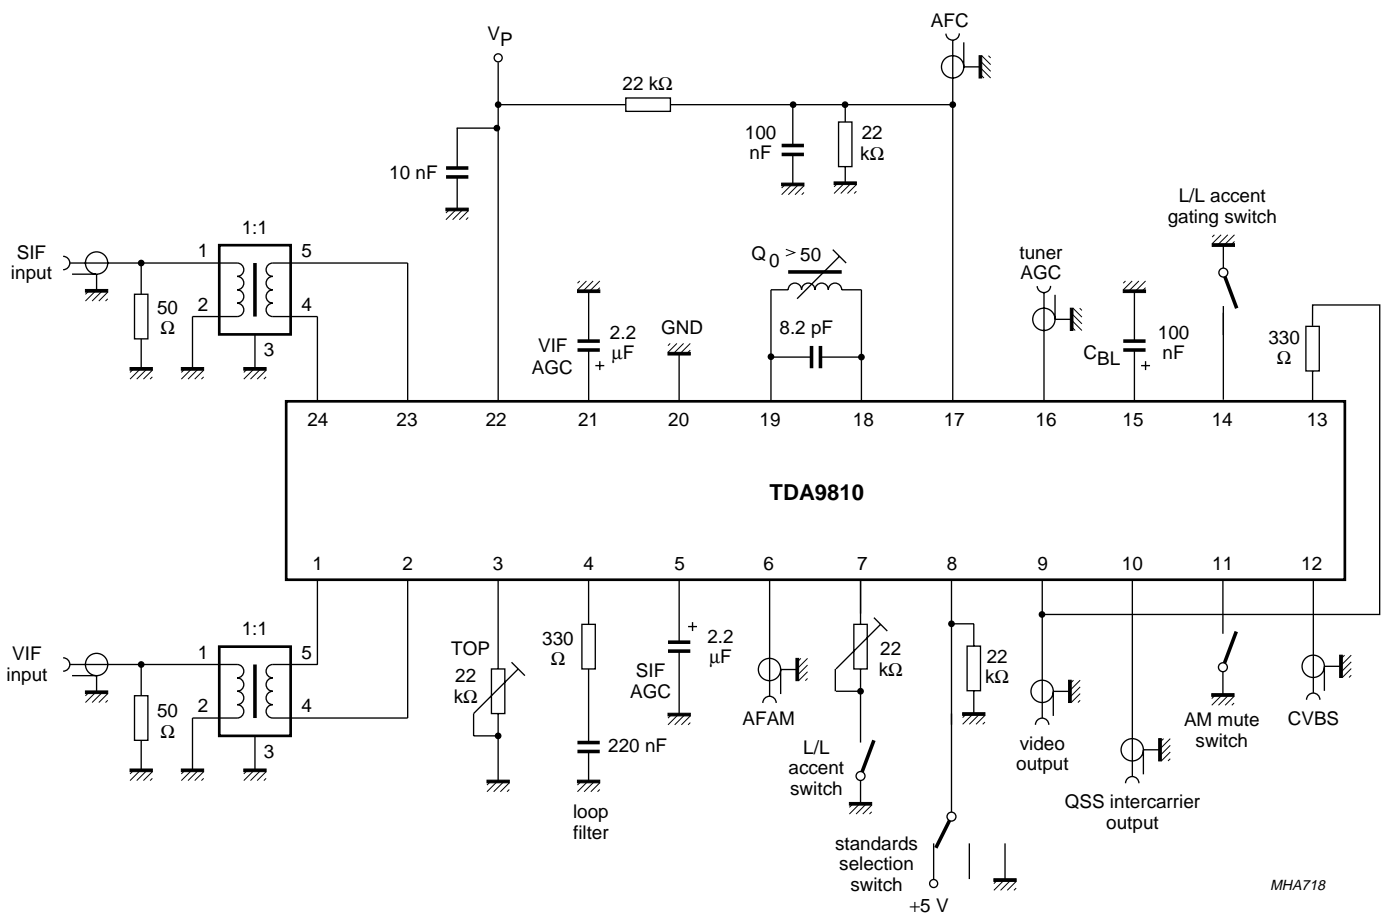 AFC
VP
22 kΩ
100
nF
22
kΩ
10 nF
L/L accent
gating switch
1:1
SIF
input
1
5
2
4
3
50
Ω
Q0 > 50
tuner
AGC
8.2 pF
GND
VIF
AGC
2.2
μF
+
CBL
100
nF
+
330
Ω
24
23
22
21
20
19
18
17
16
15
14
13
TDA9810
1
2
3
4
5
6
7
8
9
10
11
12
1:1
VIF
input
1
5
2
4
3
50
Ω
TOP
22
kΩ
330
Ω
220 nF
loop
filter
+
2.2
μF
SIF
AGC
AFAM
22
kΩ
L/L
accent
switch
22
kΩ
standards
selection
switch
+5 V
video
output
QSS intercarrier
output
AM mute
switch
CVBS
MHA718